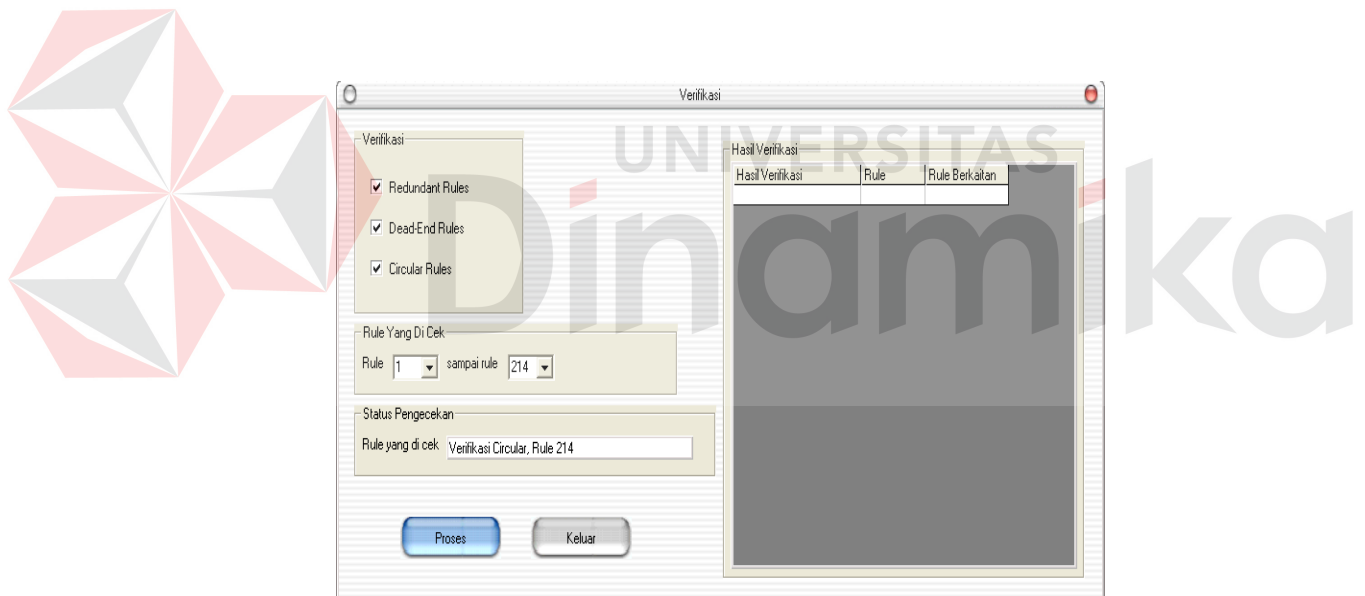 Verifikasi
UNIVERSITAS
Dinamika
Verifikasi
Redundant Rules
Dead-End Rules
Circular Rules
Rule Yang Di Cek
Rule 1 sampai rule 214
Status Pengecekan
Rule yang di cek Verifikasi Circular, Rule 214
Proses Keluar
Hasil Verifikasi
Hasil Verifikasi Rule Rule Berkaitan